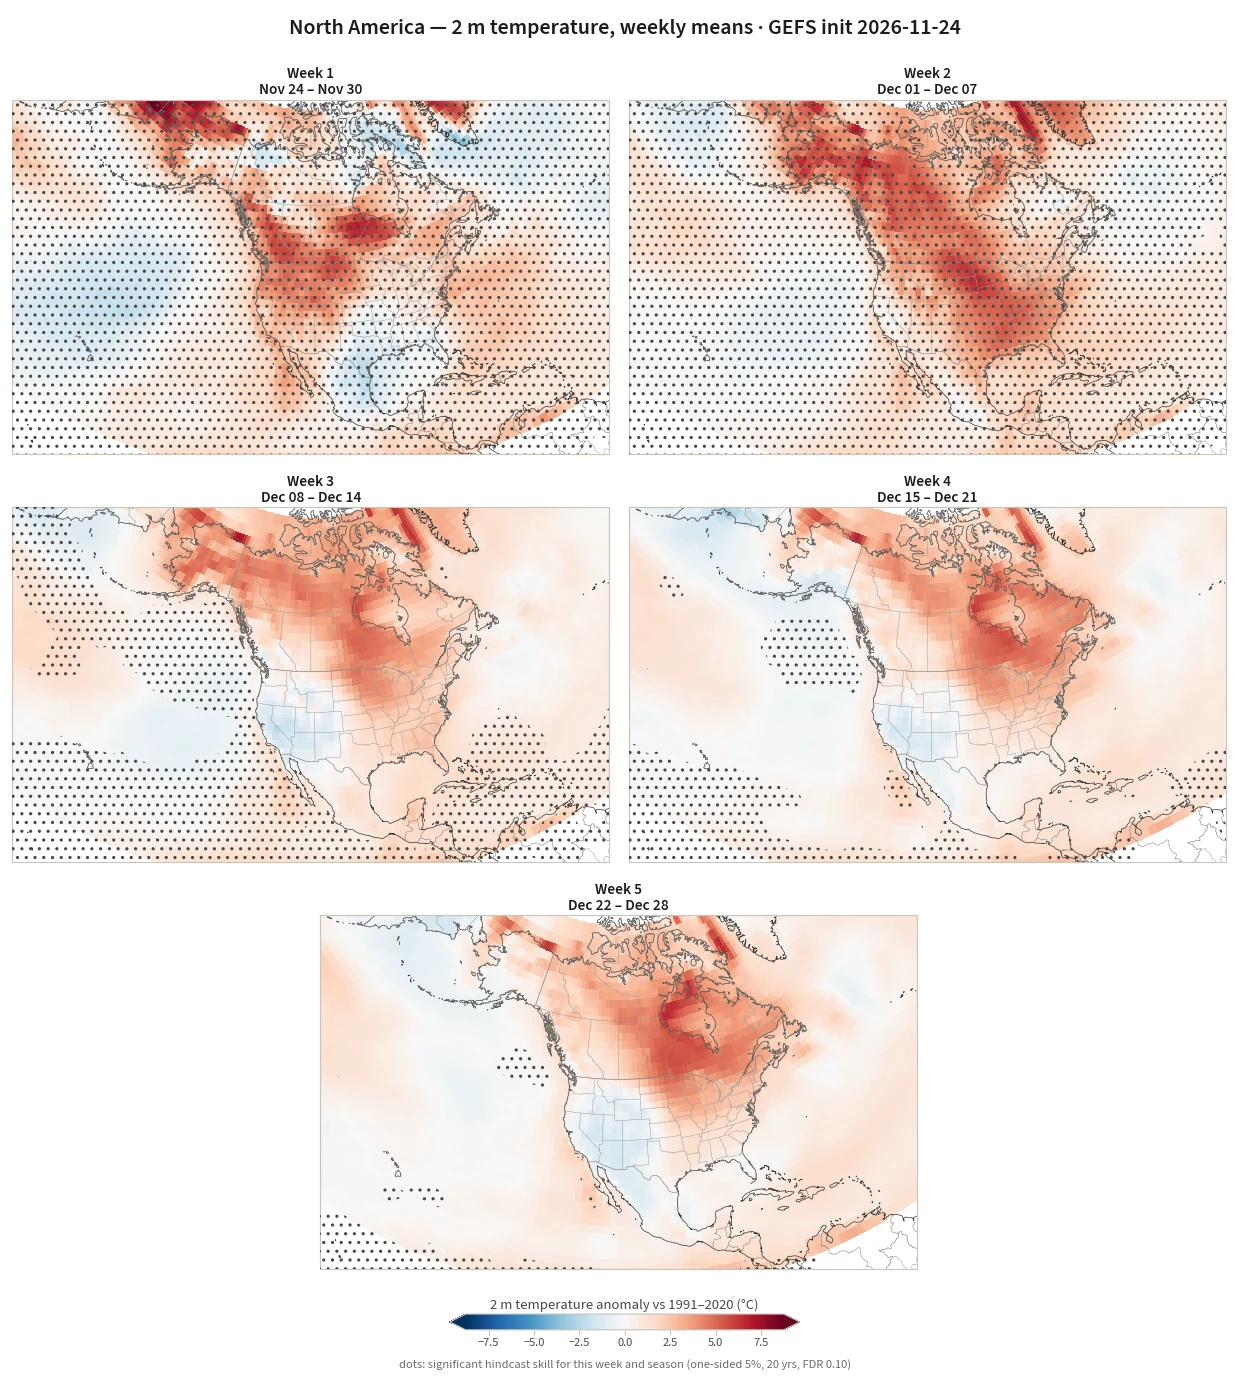 North America — 2 m temperature, weekly means · GEFS init 2026-11-24
Week 1
Nov 24 – Nov 30
Week 2
Dec 01 – Dec 07
Week 3
Dec 08 – Dec 14
Week 4
Dec 15 – Dec 21
Week 5
Dec 22 – Dec 28
2 m temperature anomaly vs 1991–2020 (°C)
−7.5 −5.0 −2.5 0.0 2.5 5.0 7.5
dots: significant hindcast skill for this week and season (one-sided 5%, 20 yrs, FDR 0.10)